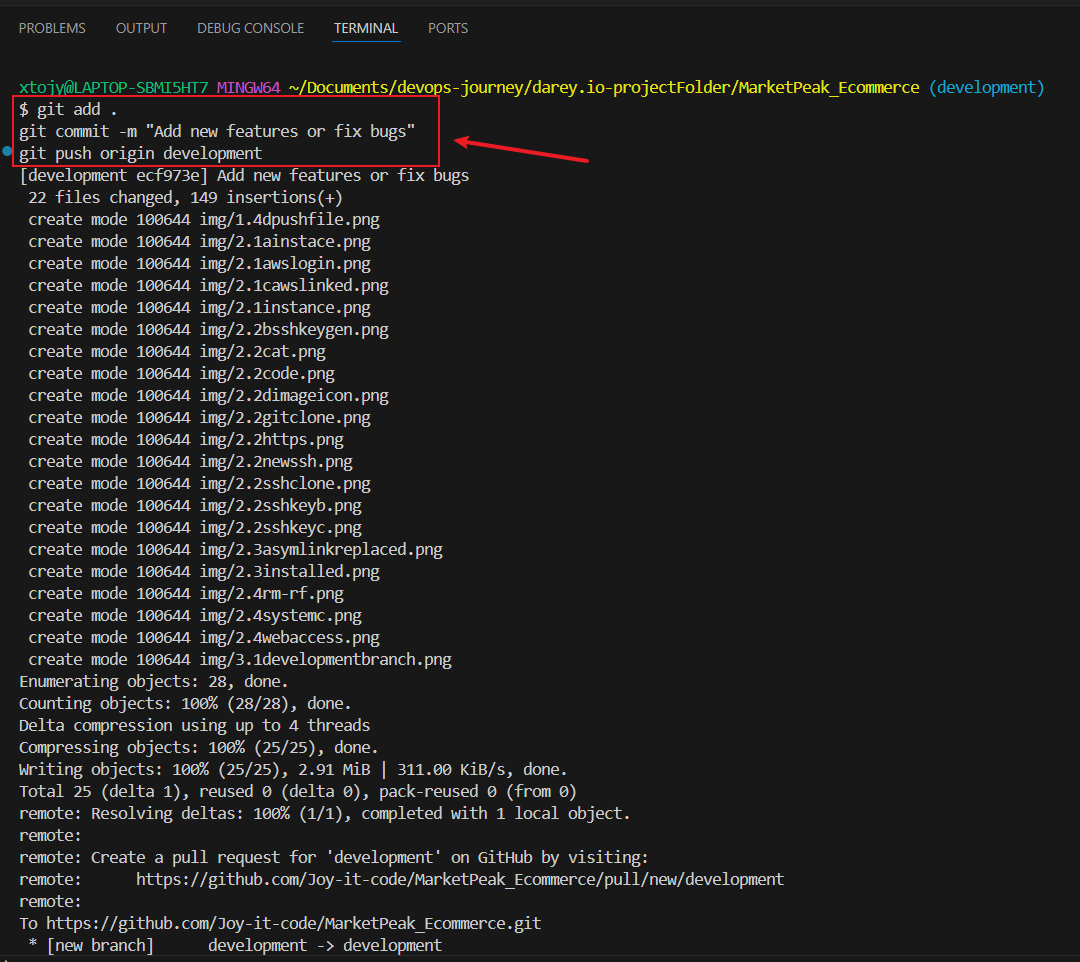 PROBLEMS OUTPUT DEBUG CONSOLE TERMINAL PORTS
xtojy@LAPTOP-SBMI5HT7 MINGW64 ~/Documents/devops-journey/darey.io-projectFolder/MarketPeak_Ecommerce (development)
$ git add .
git commit -m "Add new features or fix bugs"
git push origin development
[development ecf973e] Add new features or fix bugs
 22 files changed, 149 insertions(+)
 create mode 100644 img/1.4dpushfile.png
 create mode 100644 img/2.1ainstace.png
 create mode 100644 img/2.1awslogin.png
 create mode 100644 img/2.1cawslinked.png
 create mode 100644 img/2.1instance.png
 create mode 100644 img/2.2bsshkeygen.png
 create mode 100644 img/2.2cat.png
 create mode 100644 img/2.2code.png
 create mode 100644 img/2.2dimageicon.png
 create mode 100644 img/2.2gitclone.png
 create mode 100644 img/2.2https.png
 create mode 100644 img/2.2newssh.png
 create mode 100644 img/2.2sshclone.png
 create mode 100644 img/2.2sshkeyb.png
 create mode 100644 img/2.2sshkeyc.png
 create mode 100644 img/2.3asymlinkreplaced.png
 create mode 100644 img/2.3installed.png
 create mode 100644 img/2.4rm-rf.png
 create mode 100644 img/2.4systemc.png
 create mode 100644 img/2.4webaccess.png
 create mode 100644 img/3.1developmentbranch.png
Enumerating objects: 28, done.
Counting objects: 100% (28/28), done.
Delta compression using up to 4 threads
Compressing objects: 100% (25/25), done.
Writing objects: 100% (25/25), 2.91 MiB | 311.00 KiB/s, done.
Total 25 (delta 1), reused 0 (delta 0), pack-reused 0 (from 0)
remote: Resolving deltas: 100% (1/1), completed with 1 local object.
remote:
remote: Create a pull request for 'development' on GitHub by visiting:
remote:      https://github.com/Joy-it-code/MarketPeak_Ecommerce/pull/new/development
remote:
To https://github.com/Joy-it-code/MarketPeak_Ecommerce.git
 * [new branch]      development -> development